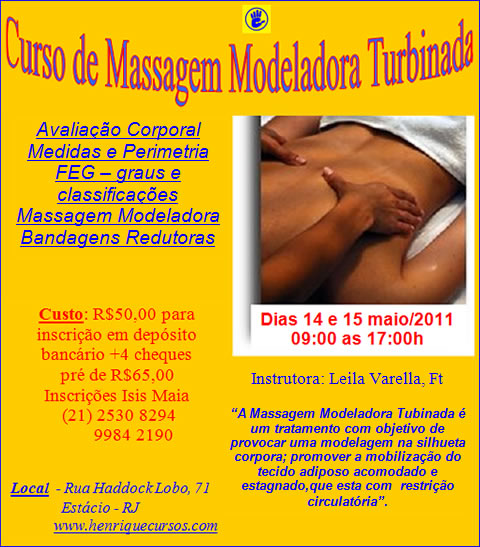 Curso de Massagem Modeladora Turbinada
Avaliação Corporal
Medidas e Perimetria
FEG – graus e
classificações
Massagem Modeladora
Bandagens Redutoras
Custo: R$50,00 para
inscrição em depósito
bancário +4 cheques
pré de R$65,00
Inscrições Isis Maia
(21) 2530 8294
9984 2190
Local - Rua Haddock Lobo, 71
Estácio - RJ
www.henriquecursos.com
Dias 14 e 15 maio/2011
09:00 as 17:00h
Instrutora: Leila Varella, Ft
“A Massagem Modeladora Tubinada é
um tratamento com objetivo de
provocar uma modelagem na silhueta
corpora; promover a mobilização do
tecido adiposo acomodado e
estagnado,que esta com restrição
circulatória”.